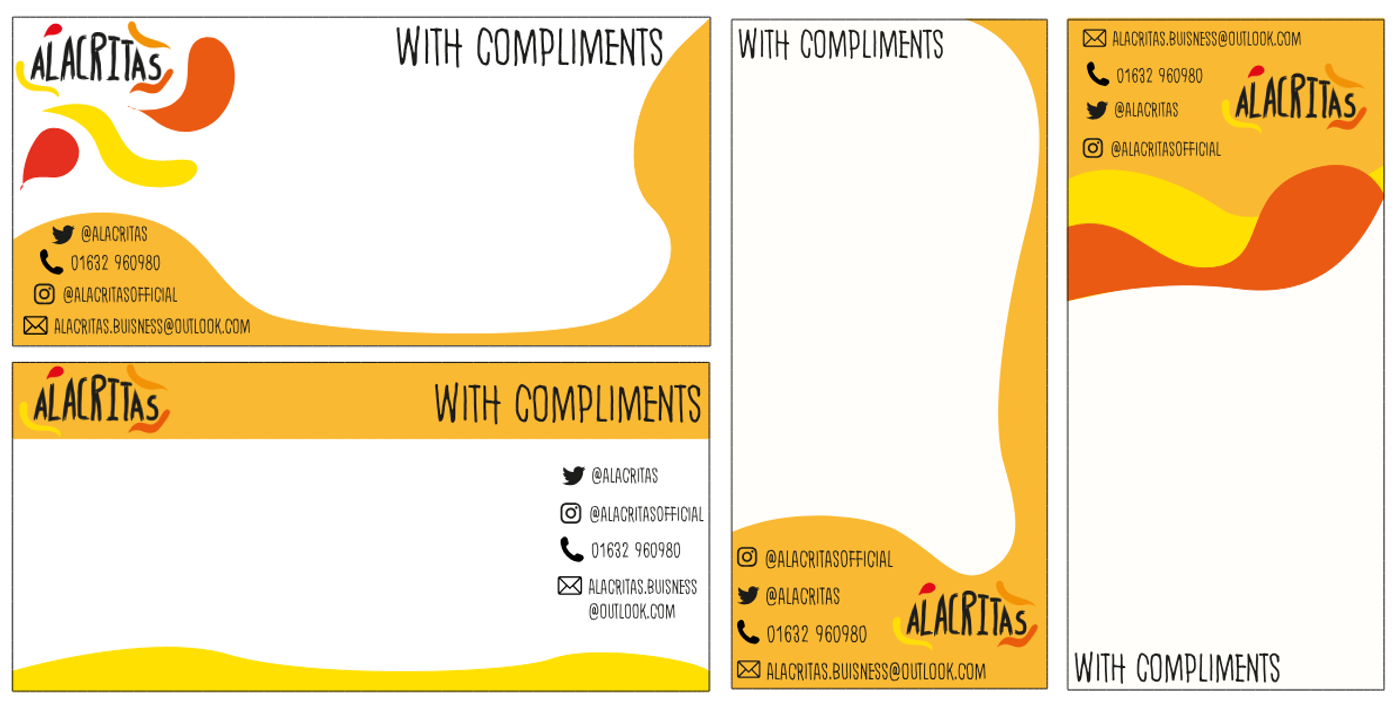 ALACRITAS
WITH COMPLIMENTS
@ALACRITAS
01632 960980
@ALACRITASOFFICIAL
ALACRITAS.BUISNESS@OUTLOOK.COM
ALACRITAS
WITH COMPLIMENTS
@ALACRITAS
@ALACRITASOFFICIAL
01632 960980
ALACRITAS.BUISNESS
@OUTLOOK.COM
WITH COMPLIMENTS
@ALACRITASOFFICIAL
@ALACRITAS
01632 960980
ALACRITAS.BUISNESS@OUTLOOK.COM
ALACRITAS
ALACRITAS.BUISNESS@OUTLOOK.COM
01632 960980
@ALACRITAS
@ALACRITASOFFICIAL
ALACRITAS
WITH COMPLIMENTS